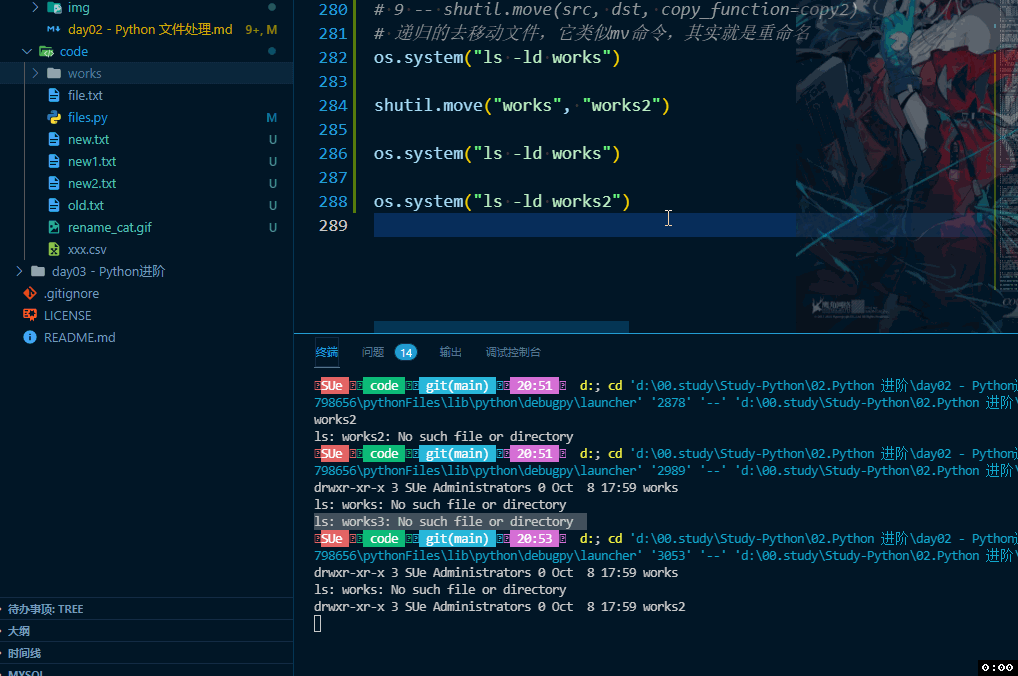 img
day02 - Python 文件处理.md 9+, M
code
works
file.txt
files.py M
new.txt U
new1.txt U
new2.txt U
old.txt U
rename_cat.gif U
xxx.csv
day03 - Python进阶
.gitignore
LICENSE
README.md
待办事项: TREE
大纲
时间线
MYSQL
280 # 9 -- shutil.move(src, dst, copy_function=copy2)
281 # 递归的去移动文件，它类似mv命令，其实就是重命名
282 os.system("ls -ld works")
283
284 shutil.move("works", "works2")
285
286 os.system("ls -ld works")
287
288 os.system("ls -ld works2")
289
终端 问题 14 输出 调试控制台
SUe code git(main) 20:51 d:; cd 'd:\00.study\Study-Python\02.Python 进阶\day02 - Python
798656\pythonFiles\lib\python\debugpy\launcher' '2878' '--' 'd:\00.study\Study-Python\02.Python 进阶\
works2
ls: works2: No such file or directory
SUe code git(main) 20:51 d:; cd 'd:\00.study\Study-Python\02.Python 进阶\day02 - Python
798656\pythonFiles\lib\python\debugpy\launcher' '2989' '--' 'd:\00.study\Study-Python\02.Python 进阶\
drwxr-xr-x 3 SUe Administrators 0 Oct  8 17:59 works
ls: works: No such file or directory
ls: works3: No such file or directory
SUe code git(main) 20:53 d:; cd 'd:\00.study\Study-Python\02.Python 进阶\day02 - Python
798656\pythonFiles\lib\python\debugpy\launcher' '3053' '--' 'd:\00.study\Study-Python\02.Python 进阶\
drwxr-xr-x 3 SUe Administrators 0 Oct  8 17:59 works
ls: works: No such file or directory
drwxr-xr-x 3 SUe Administrators 0 Oct  8 17:59 works2
0:00